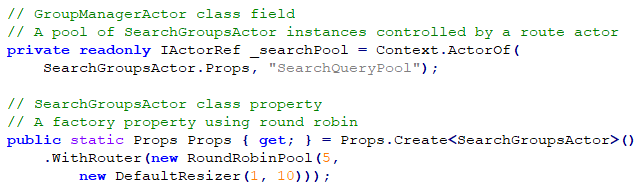 // GroupManagerActor class field
// A pool of SearchGroupsActor instances controlled by a route actor
private readonly IActorRef _searchPool = Context.ActorOf(
    SearchGroupsActor.Props, "SearchQueryPool");

// SearchGroupsActor class property
// A factory property using round robin
public static Props Props { get; } = Props.Create<SearchGroupsActor>()
    .WithRouter(new RoundRobinPool(5,
        new DefaultResizer(1, 10)));